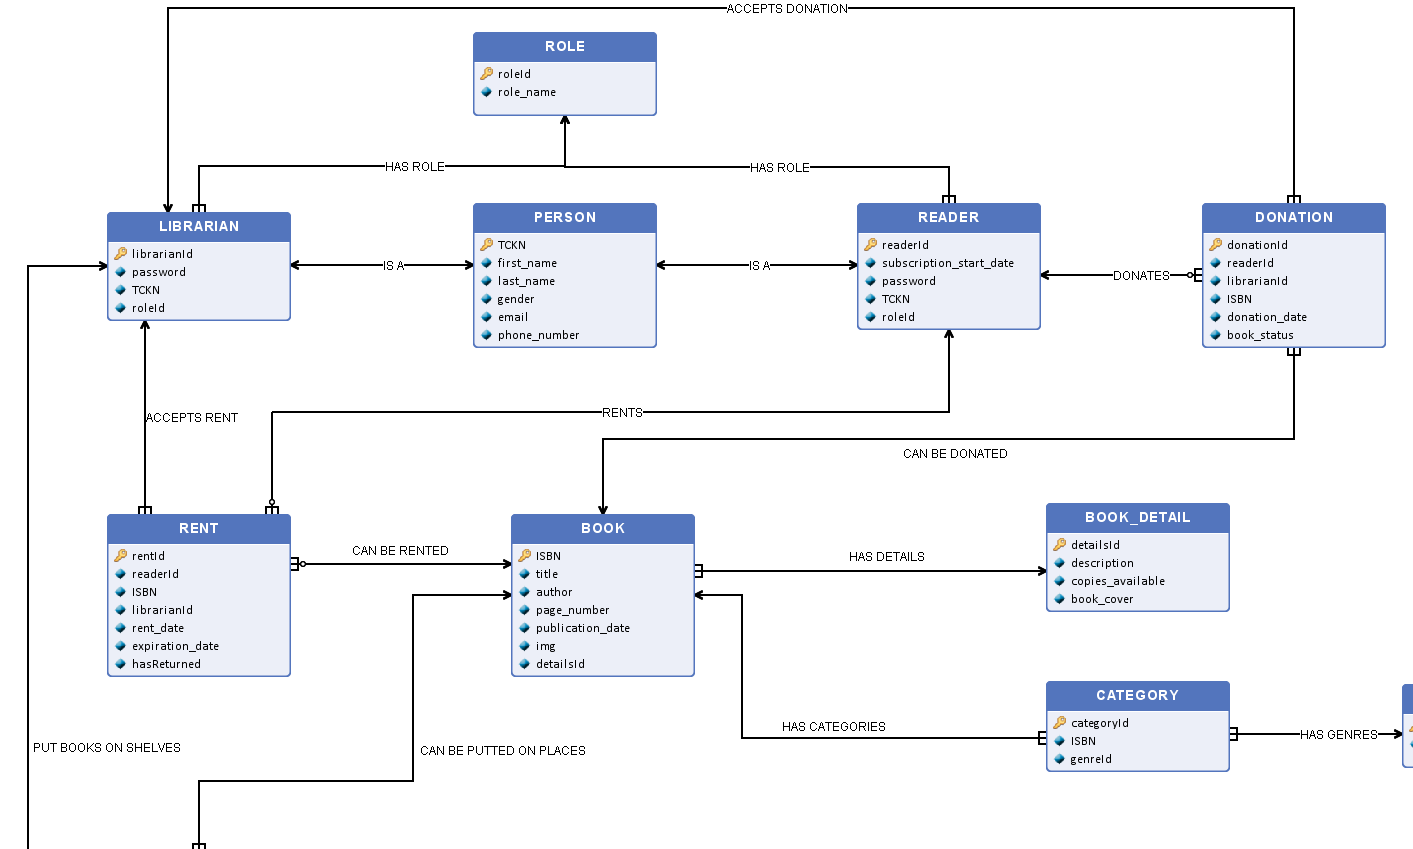 ACCEPTS DONATION
ROLE
roleId
role_name
HAS ROLE
HAS ROLE
LIBRARIAN
librarianId
password
TCKN
roleId
IS A
PERSON
TCKN
first_name
last_name
gender
email
phone_number
IS A
READER
readerId
subscription_start_date
password
TCKN
roleId
DONATES
DONATION
donationId
readerId
librarianId
ISBN
donation_date
book_status
ACCEPTS RENT
RENTS
CAN BE DONATED
RENT
rentId
readerId
ISBN
librarianId
rent_date
expiration_date
hasReturned
CAN BE RENTED
BOOK
ISBN
title
author
page_number
publication_date
img
detailsId
HAS DETAILS
BOOK_DETAIL
detailsId
description
copies_available
book_cover
HAS CATEGORIES
CATEGORY
categoryId
ISBN
genreId
HAS GENRES
PUT BOOKS ON SHELVES
CAN BE PUTTED ON PLACES